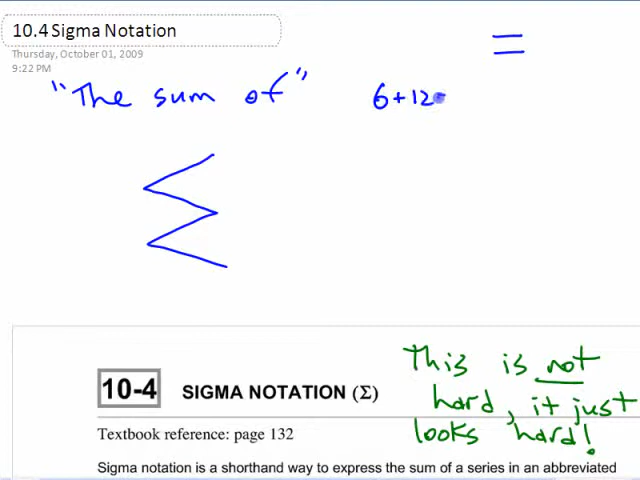 10.4 Sigma Notation
Thursday, October 01, 2009
9:22 PM
=
"The sum of" 6+12
Σ
This is not
hard, it just
looks hard!
10-4 SIGMA NOTATION (Σ)
Textbook reference: page 132
Sigma notation is a shorthand way to express the sum of a series in an abbreviated